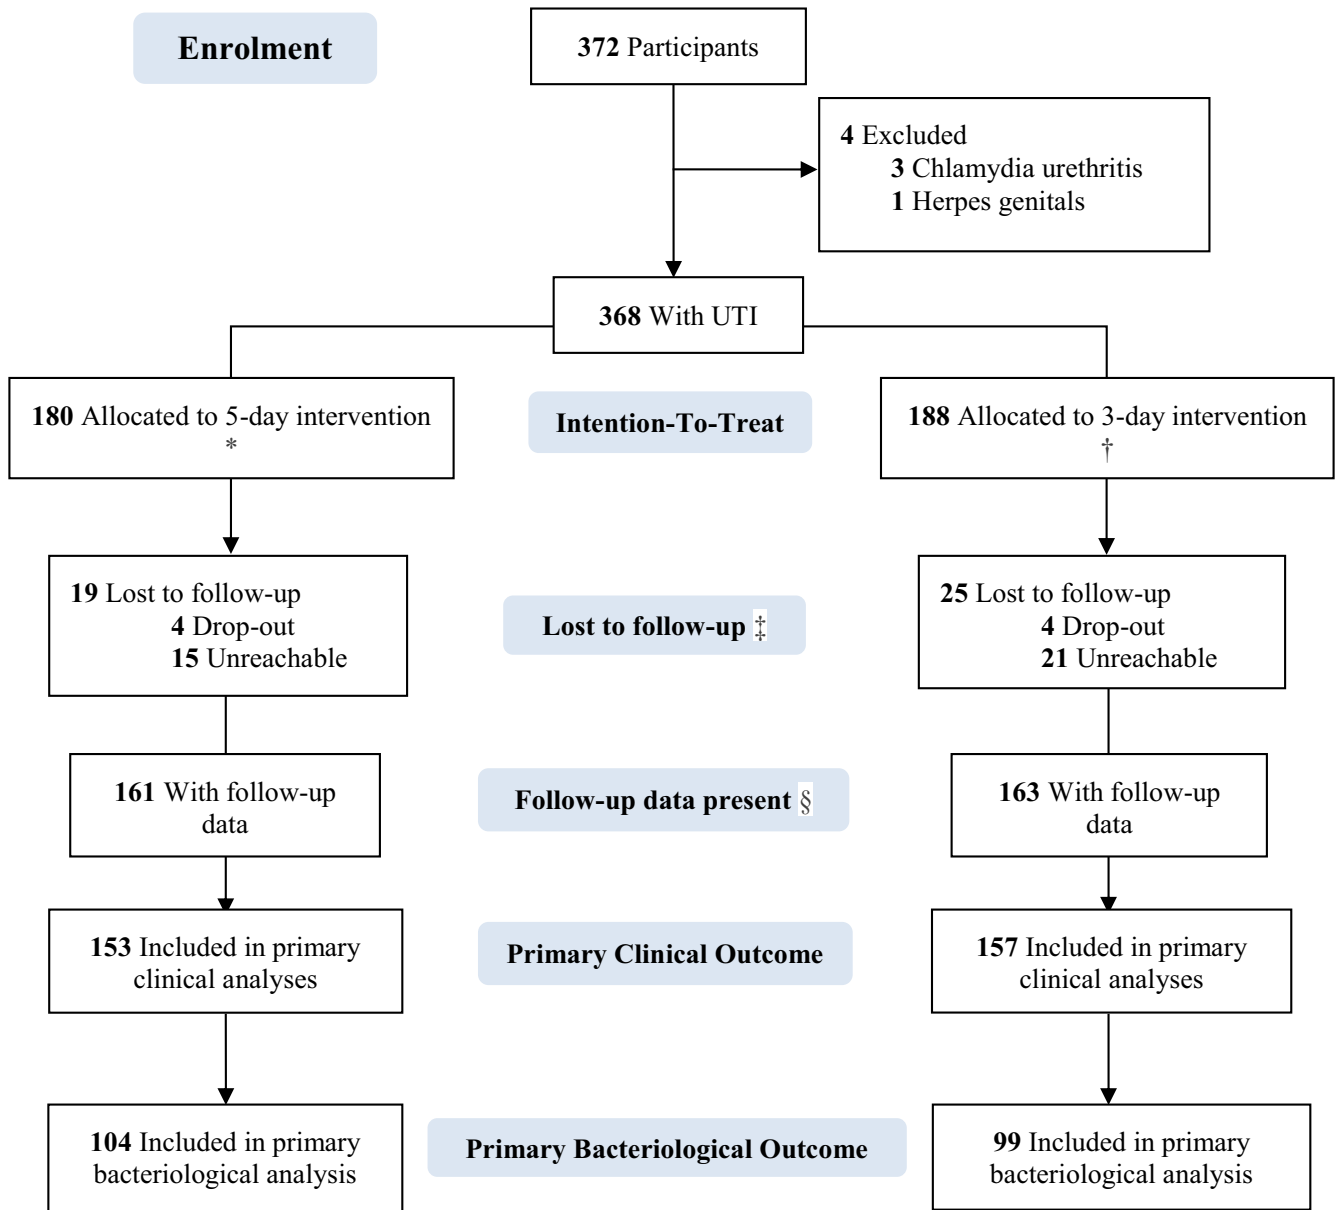 Enrolment
372 Participants
4 Excluded
3 Chlamydia urethritis
1 Herpes genitals
368 With UTI
180 Allocated to 5-day intervention
*
Intention-To-Treat
188 Allocated to 3-day intervention
†
19 Lost to follow-up
4 Drop-out
15 Unreachable
Lost to follow-up ‡
25 Lost to follow-up
4 Drop-out
21 Unreachable
161 With follow-up
data
Follow-up data present §
163 With follow-up
data
153 Included in primary
clinical analyses
Primary Clinical Outcome
157 Included in primary
clinical analyses
104 Included in primary
bacteriological analysis
Primary Bacteriological Outcome
99 Included in primary
bacteriological analysis